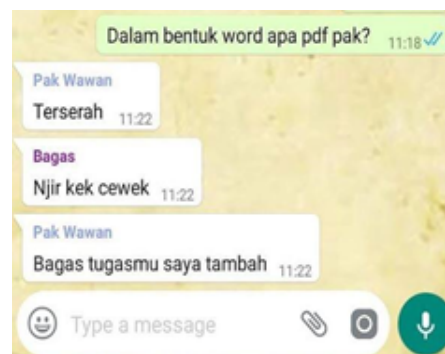 Dalam bentuk word apa pdf pak? 11:18
Pak Wawan
Terserah 11:22
Bagas
Njir kek cewek 11:22
Pak Wawan
Bagas tugasmu saya tambah 11:22
Type a message